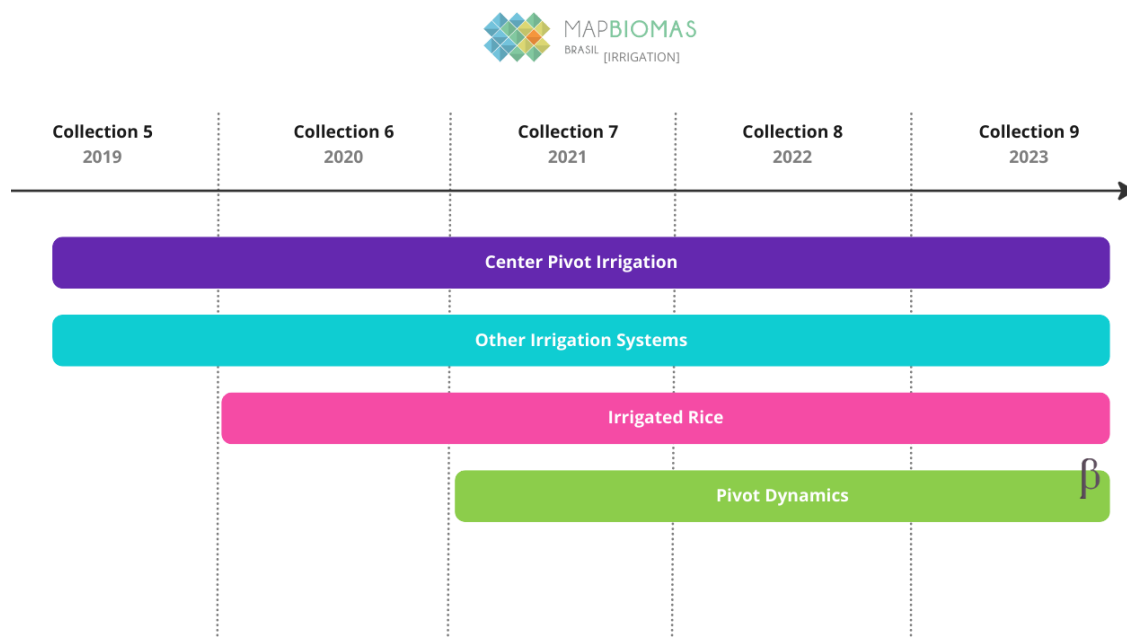 MAPBIOMAS
BRASIL [IRRIGATION]
Collection 5 Collection 6 Collection 7 Collection 8 Collection 9
2019 2020 2021 2022 2023
Center Pivot Irrigation
Other Irrigation Systems
Irrigated Rice
β
Pivot Dynamics